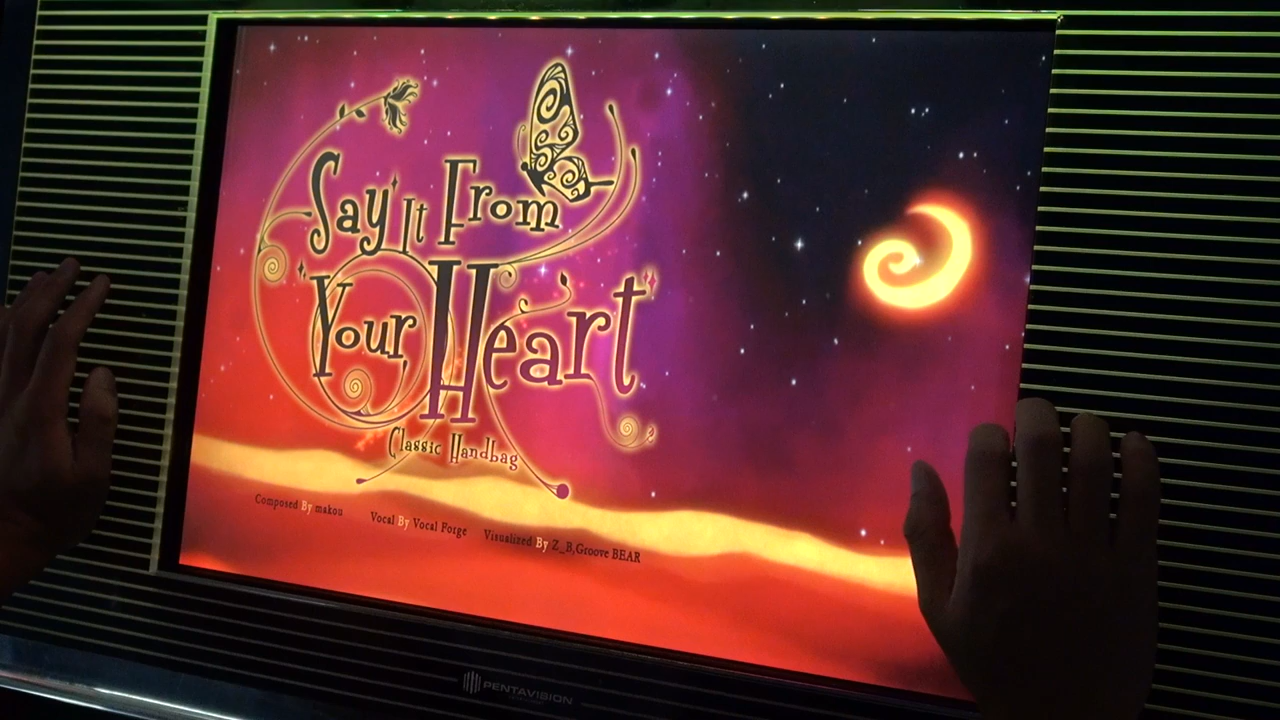 Say It From
Your Heart
Classic Handbag
Composed By makou Vocal By Vocal Forge Visualized By Z_B,Groove BEAR
PENTAVISION